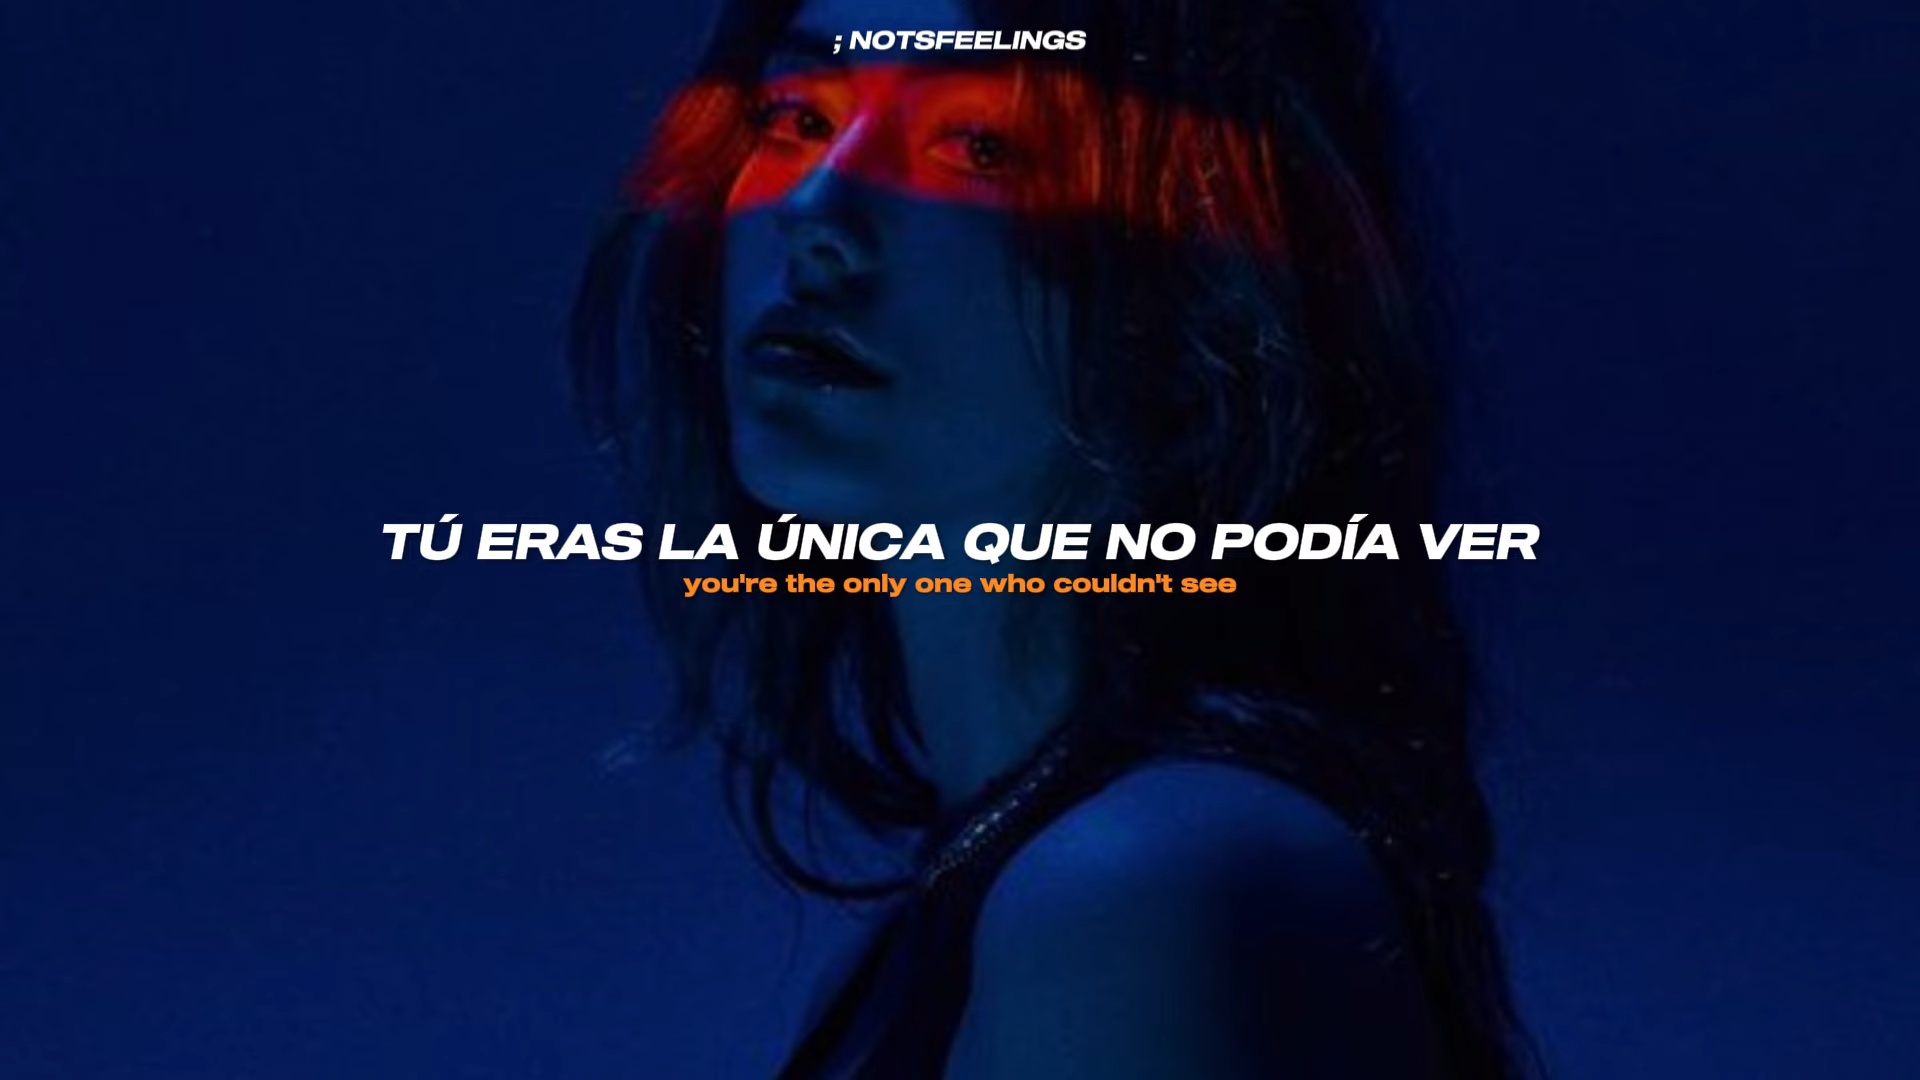 ; NOTSFEELINGS
TÚ ERAS LA ÚNICA QUE NO PODÍA VER
you're the only one who couldn't see